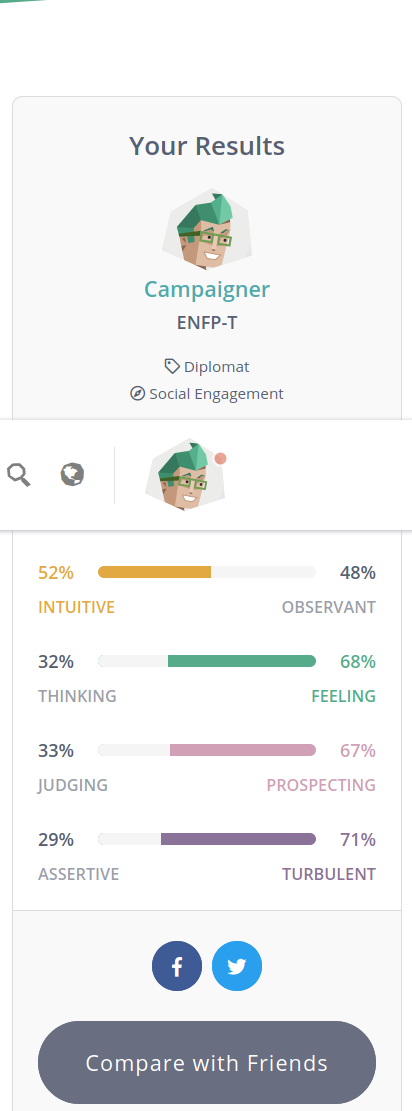 Your Results
Campaigner
ENFP-T
Diplomat
Social Engagement
52% 48%
INTUITIVE OBSERVANT
32% 68%
THINKING FEELING
33% 67%
JUDGING PROSPECTING
29% 71%
ASSERTIVE TURBULENT
Compare with Friends